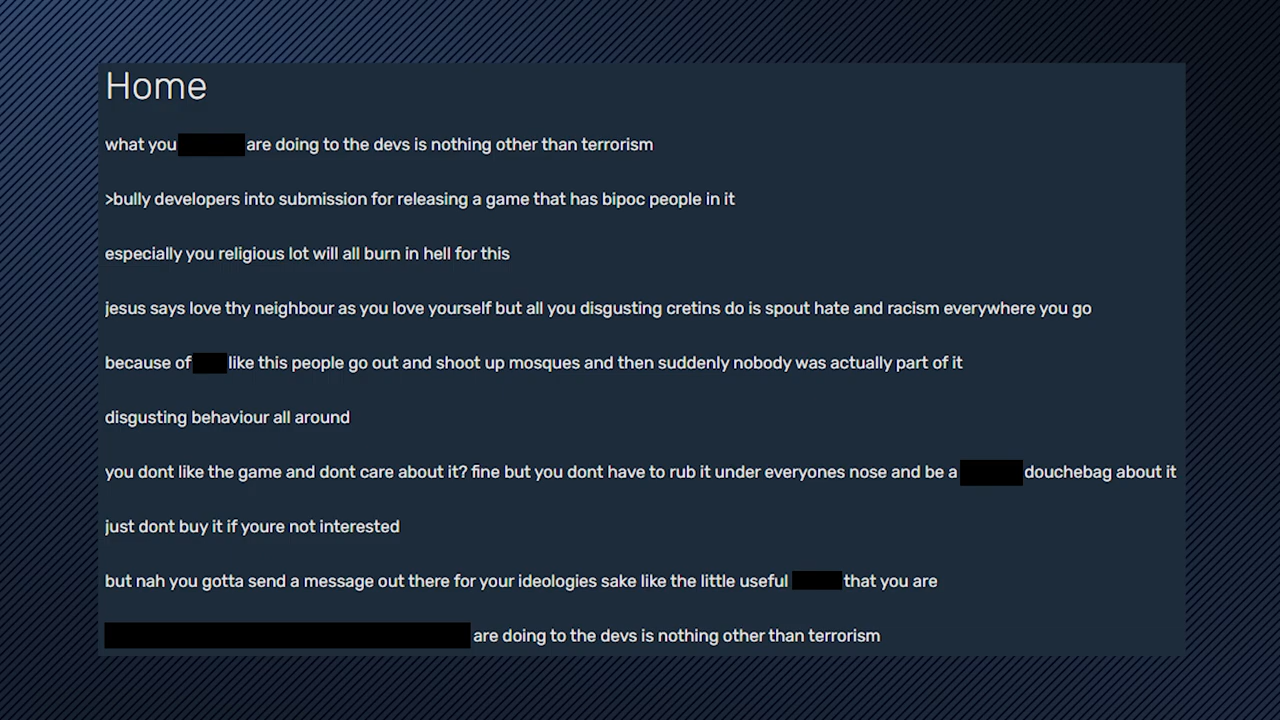 Home
what you are doing to the devs is nothing other than terrorism
>bully developers into submission for releasing a game that has bipoc people in it
especially you religious lot will all burn in hell for this
jesus says love thy neighbour as you love yourself but all you disgusting cretins do is spout hate and racism everywhere you go
because of like this people go out and shoot up mosques and then suddenly nobody was actually part of it
disgusting behaviour all around
you dont like the game and dont care about it? fine but you dont have to rub it under everyones nose and be a douchebag about it
just dont buy it if youre not interested
but nah you gotta send a message out there for your ideologies sake like the little useful that you are
are doing to the devs is nothing other than terrorism